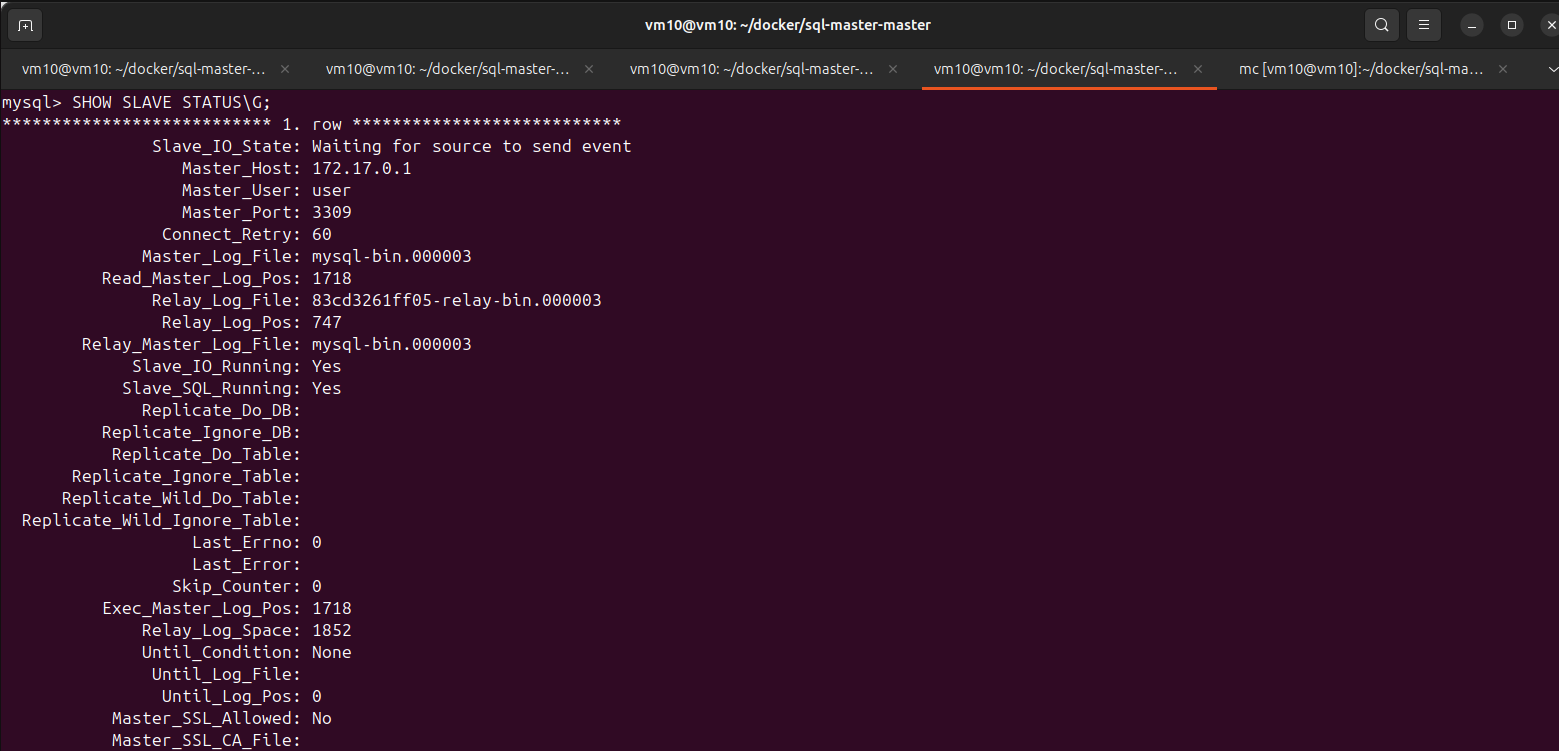 vm10@vm10: ~/docker/sql-master-master
vm10@vm10: ~/docker/sql-master-... × vm10@vm10: ~/docker/sql-master-... × vm10@vm10: ~/docker/sql-master-... × vm10@vm10: ~/docker/sql-master-... × mc [vm10@vm10]:~/docker/sql-ma... ×
mysql> SHOW SLAVE STATUS\G;
*************************** 1. row ***************************
Slave_IO_State: Waiting for source to send event
Master_Host: 172.17.0.1
Master_User: user
Master_Port: 3309
Connect_Retry: 60
Master_Log_File: mysql-bin.000003
Read_Master_Log_Pos: 1718
Relay_Log_File: 83cd3261ff05-relay-bin.000003
Relay_Log_Pos: 747
Relay_Master_Log_File: mysql-bin.000003
Slave_IO_Running: Yes
Slave_SQL_Running: Yes
Replicate_Do_DB:
Replicate_Ignore_DB:
Replicate_Do_Table:
Replicate_Ignore_Table:
Replicate_Wild_Do_Table:
Replicate_Wild_Ignore_Table:
Last_Errno: 0
Last_Error:
Skip_Counter: 0
Exec_Master_Log_Pos: 1718
Relay_Log_Space: 1852
Until_Condition: None
Until_Log_File:
Until_Log_Pos: 0
Master_SSL_Allowed: No
Master_SSL_CA_File: